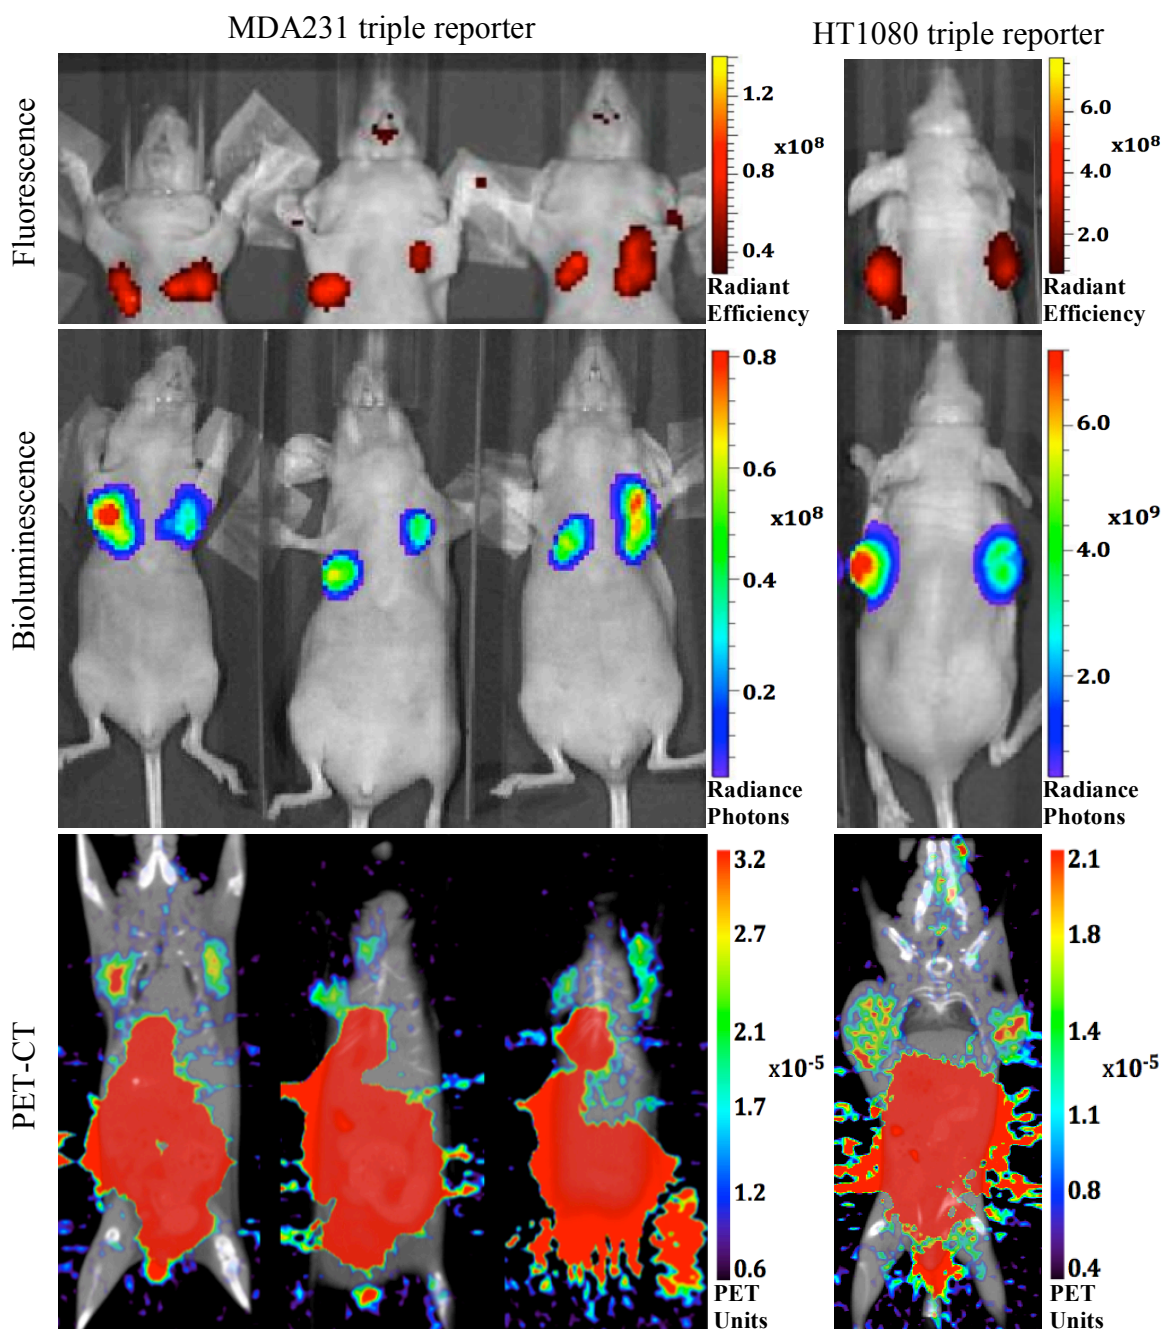 MDA231 triple reporter
HT1080 triple reporter
Fluorescence
1.2
x10⁸
0.8
0.4
Radiant
Efficiency
6.0
x10⁸
4.0
2.0
Radiant
Efficiency
Bioluminescence
0.8
0.6
x10⁸
0.4
0.2
Radiance
Photons
6.0
x10⁹
4.0
2.0
Radiance
Photons
PET-CT
3.2
2.7
2.1
x10⁻⁵
1.7
1.2
0.6
PET
Units
2.1
1.8
1.4
x10⁻⁵
1.1
0.8
0.4
PET
Units